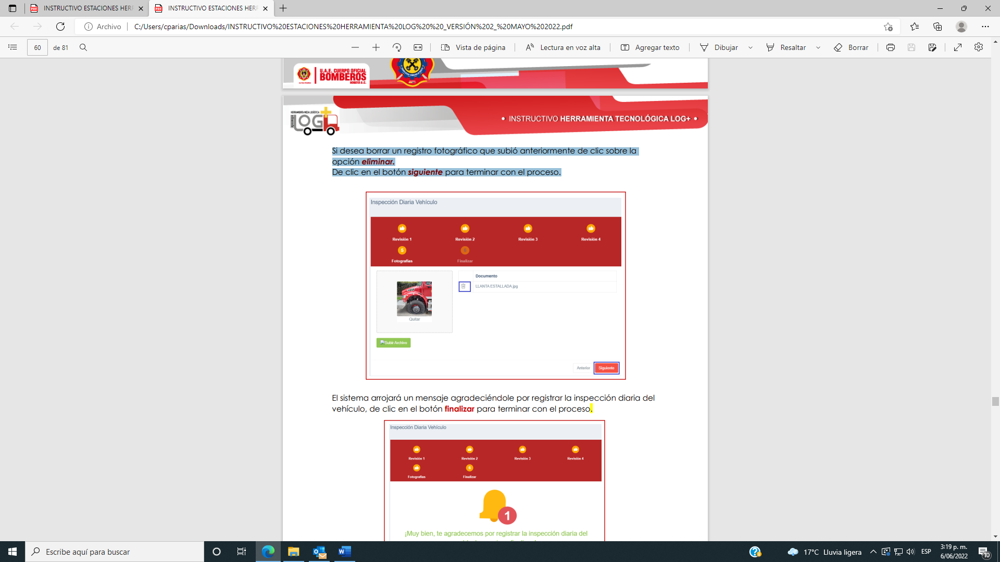 INSTRUCTIVO ESTACIONES HERR
INSTRUCTIVO ESTACIONES HERR
Archivo
C:/Users/cparias/Downloads/INSTRUCTIVO%20ESTACIONES%20HERRAMIENTA%20LOG%20%20_VERSIÓN%202_%20MAYO%202022.pdf
60 de 81
Vista de página
Lectura en voz alta
Agregar texto
Dibujar
Resaltar
Borrar
U.A.E. CUERPO OFICIAL
BOMBEROS
BOGOTÁ D.C.
HERRAMIENTA MESA LOGÍSTICA
LOG
• INSTRUCTIVO HERRAMIENTA TECNOLÓGICA LOG+ •
Si desea borrar un registro fotográfico que subió anteriormente de clic sobre la
opción eliminar.
De clic en el botón siguiente para terminar con el proceso.
Inspección Diaria Vehículo
Revisión 1
Revisión 2
Revisión 3
Revisión 4
5
6
Fotografías
Finalizar
Documento
LLANTA ESTALLADA.jpg
Quitar
Subir Archivo
Anterior
Siguiente
El sistema arrojará un mensaje agradeciéndole por registrar la inspección diaria del
vehículo, de clic en el botón finalizar para terminar con el proceso.
Inspección Diaria Vehículo
Revisión 1
Revisión 2
Revisión 3
Revisión 4
6
Fotografías
Finalizar
1
¡Muy bien, te agradecemos por registrar la inspección diaria del
Escribe aquí para buscar
17°C Lluvia ligera
ESP
3:19 p. m.
6/06/2022
10